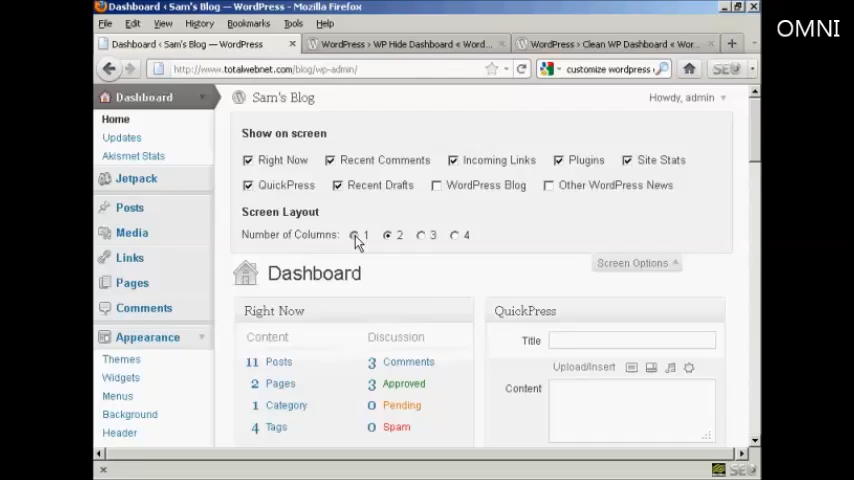 Dashboard ‹ Sam's Blog — WordPress - Mozilla Firefox
OMNI
File Edit View History Bookmarks Tools Help
Dashboard ‹ Sam's Blog — WordPress × WordPress › WP Hide Dashboard « Word... × WordPress › Clean WP Dashboard « Wor... × +
http://www.totalwebnet.com/blog/wp-admin/
customize wordpress
SE
Dashboard
Sam's Blog
Howdy, admin
Home
Updates
Akismet Stats
Jetpack
Posts
Media
Links
Pages
Comments
Appearance
Themes
Widgets
Menus
Background
Header
Show on screen
Right Now Recent Comments Incoming Links Plugins Site Stats
QuickPress Recent Drafts WordPress Blog Other WordPress News
Screen Layout
Number of Columns: 1 2 3 4
Screen Options
Dashboard
Right Now
Content Discussion
11 Posts 3 Comments
2 Pages 3 Approved
1 Category 0 Pending
4 Tags 0 Spam
QuickPress
Title
Upload/Insert
Content
SE